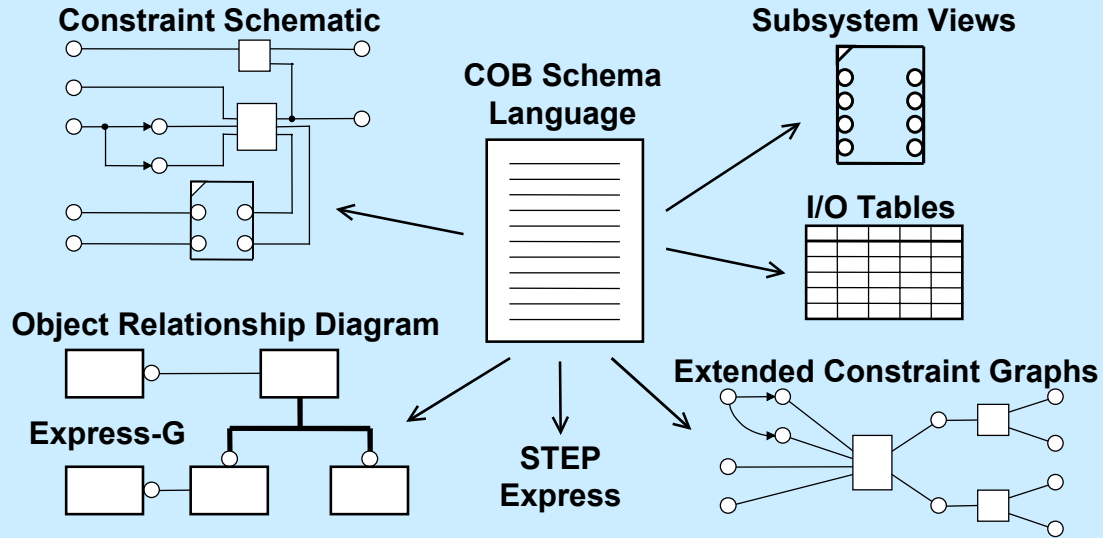 Constraint Schematic
Subsystem Views
COB Schema
Language
I/O Tables
Object Relationship Diagram
Extended Constraint Graphs
Express-G
STEP
Express